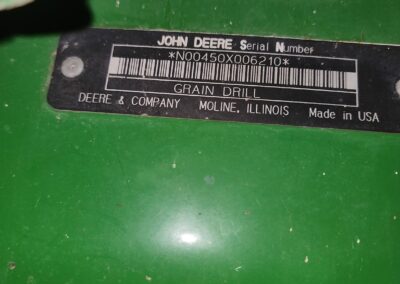 JOHN DEERE Serial Number
*N00450X006210*
GRAIN DRILL
DEERE & COMPANY MOLINE, ILLINOIS Made in USA